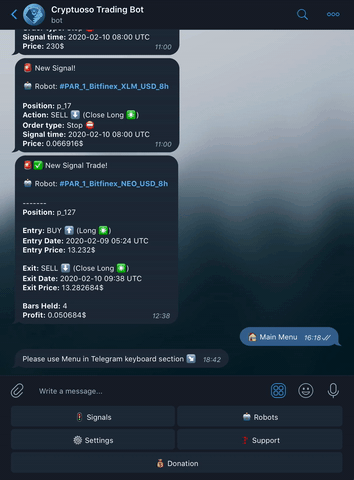 Cryptuoso Trading Bot
bot
Signal time: 2020-02-10 08:00 UTC
Price: 230$ 11:00
🚨 New Signal!
🤖 Robot: #PAR_1_Bitfinex_XLM_USD_8h
Position: p_17
Action: SELL ⬇️ (Close Long ✳️)
Order type: Stop ⛔
Signal time: 2020-02-10 08:00 UTC
Price: 0.066916$ 11:00
🚨✅ New Signal Trade!
🤖 Robot: #PAR_1_Bitfinex_NEO_USD_8h
-------
Position: p_127
Entry: BUY ⬆️ (Long ✳️)
Entry Date: 2020-02-09 05:24 UTC
Entry Price: 13.232$
Exit: SELL ⬇️ (Close Long ✳️)
Exit Date: 2020-02-10 09:38 UTC
Exit Price: 13.282684$
Bars Held: 4
Profit: 0.050684$ 12:38
🏠 Main Menu 16:18
Please use Menu in Telegram keyboard section ↘️ 18:42
Write a message...
🚦 Signals
🤖 Robots
⚙️ Settings
❓ Support
💰 Donation